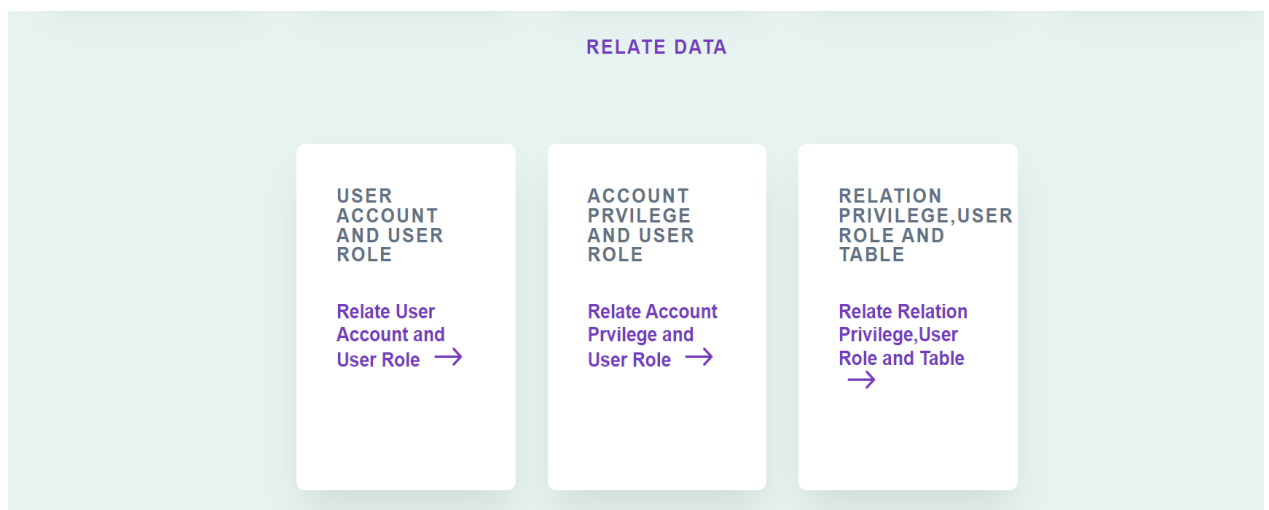 RELATE DATA
USER
ACCOUNT
AND USER
ROLE
Relate User
Account and
User Role
ACCOUNT
PRVILEGE
AND USER
ROLE
Relate Account
Prvilege and
User Role
RELATION
PRIVILEGE,USER
ROLE AND
TABLE
Relate Relation
Privilege,User
Role and Table